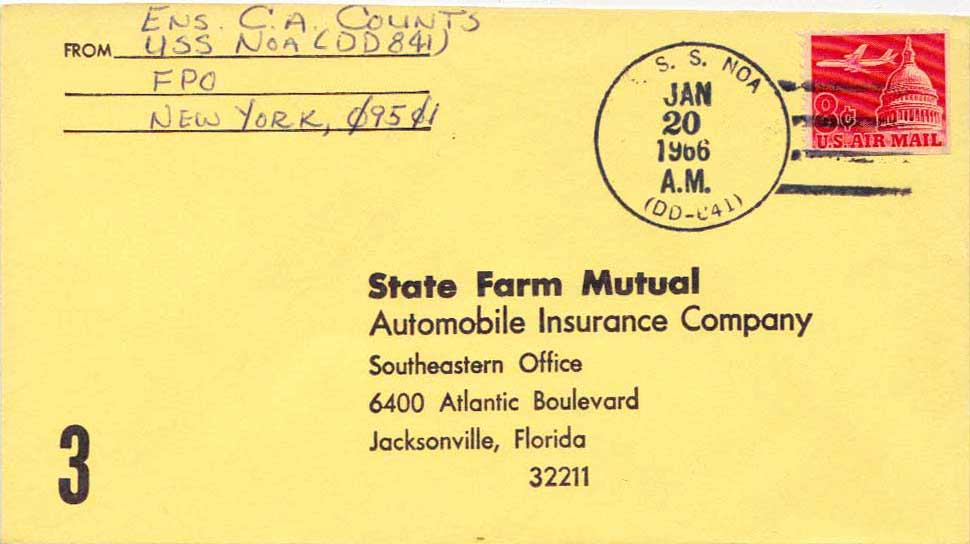 ENS. C.A. COUNTS
FROM USS NOA (DD841)
FPO
NEW YORK, 09501
S. S. NOA
JAN
20
1966
A.M.
(DD-841)
8¢
U.S. AIR MAIL
State Farm Mutual
Automobile Insurance Company
Southeastern Office
6400 Atlantic Boulevard
Jacksonville, Florida
32211
3